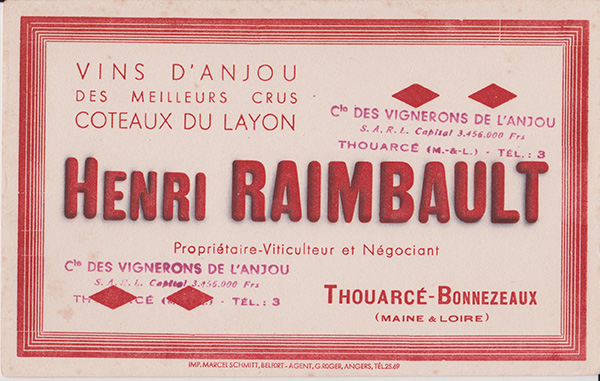 VINS D'ANJOU
DES MEILLEURS CRUS
COTEAUX DU LAYON
Cie DES VIGNERONS DE L'ANJOU
S.A.R.L. Capital 3.456.000 Frs
THOUARCÉ (M.-&-L.) - TÉL.: 3
HENRI RAIMBAULT
Propriétaire-Viticulteur et Négociant
Cie DES VIGNERONS DE L'ANJOU
S.A.R.L. Capital 3.456.000 Frs
THOUARCÉ - TÉL.: 3
THOUARCÉ-BONNEZEAUX
(MAINE & LOIRE)
IMP. MARCEL SCHMITT, BELFORT - AGENT, G. ROGER, ANGERS, TÉL. 25.69